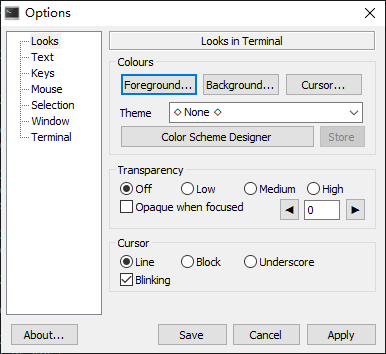 Options
Looks
Text
Keys
Mouse
Selection
Window
Terminal
Looks in Terminal
Colours
Foreground... Background... Cursor...
Theme ◇ None ◇
Color Scheme Designer Store
Transparency
Off Low Medium High
Opaque when focused 0
Cursor
Line Block Underscore
Blinking
About... Save Cancel Apply